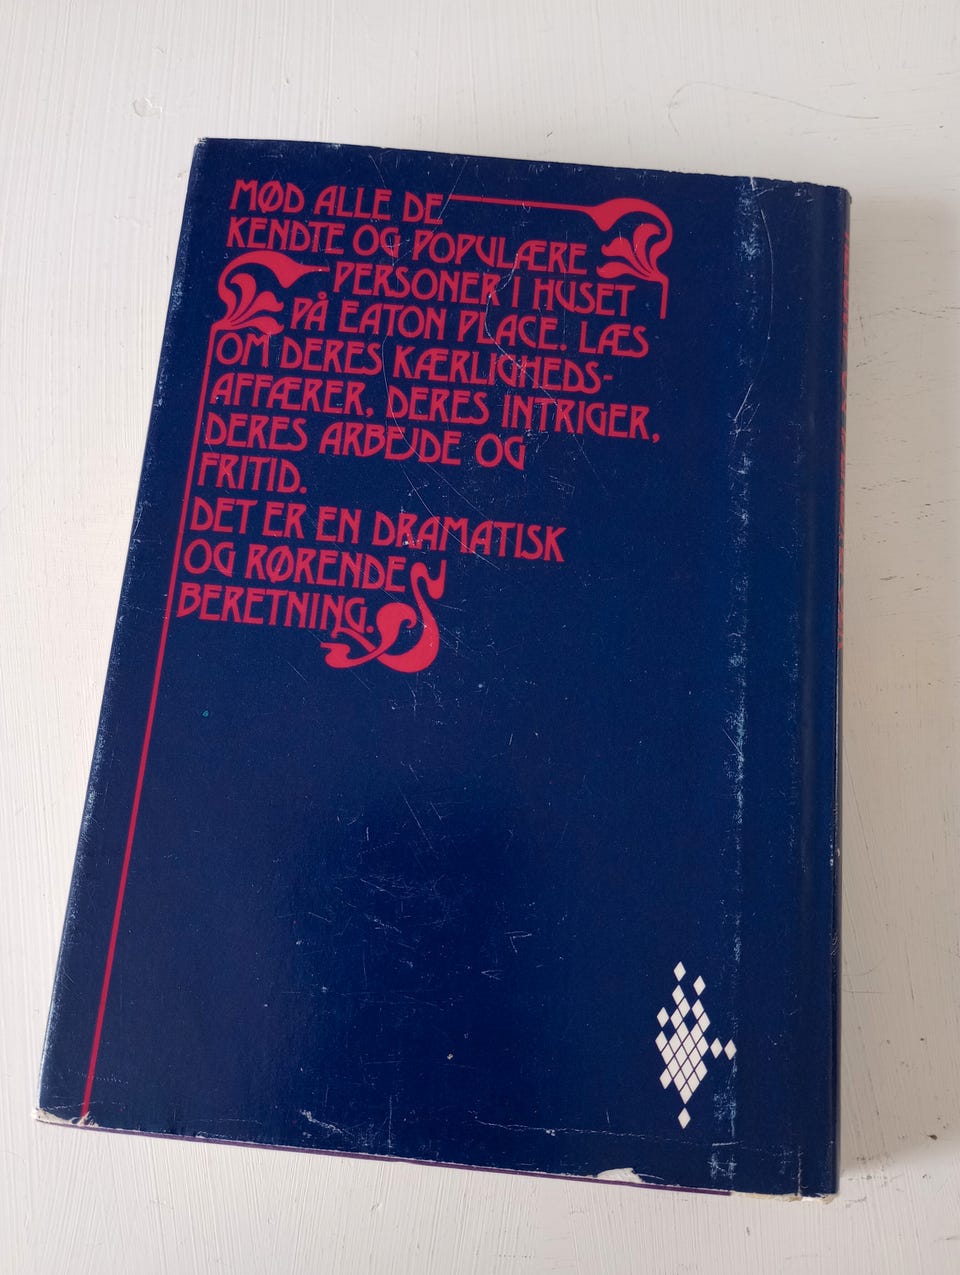 MØD ALLE DE
KENDTE OG POPULÆRE
PERSONER I HUSET
PÅ EATON PLACE. LÆS
OM DERES KÆRLIGHEDS-
AFFÆRER, DERES INTRIGER,
DERES ARBEJDE OG
FRITID.
DET ER EN DRAMATISK
OG RØRENDE
BERETNING.